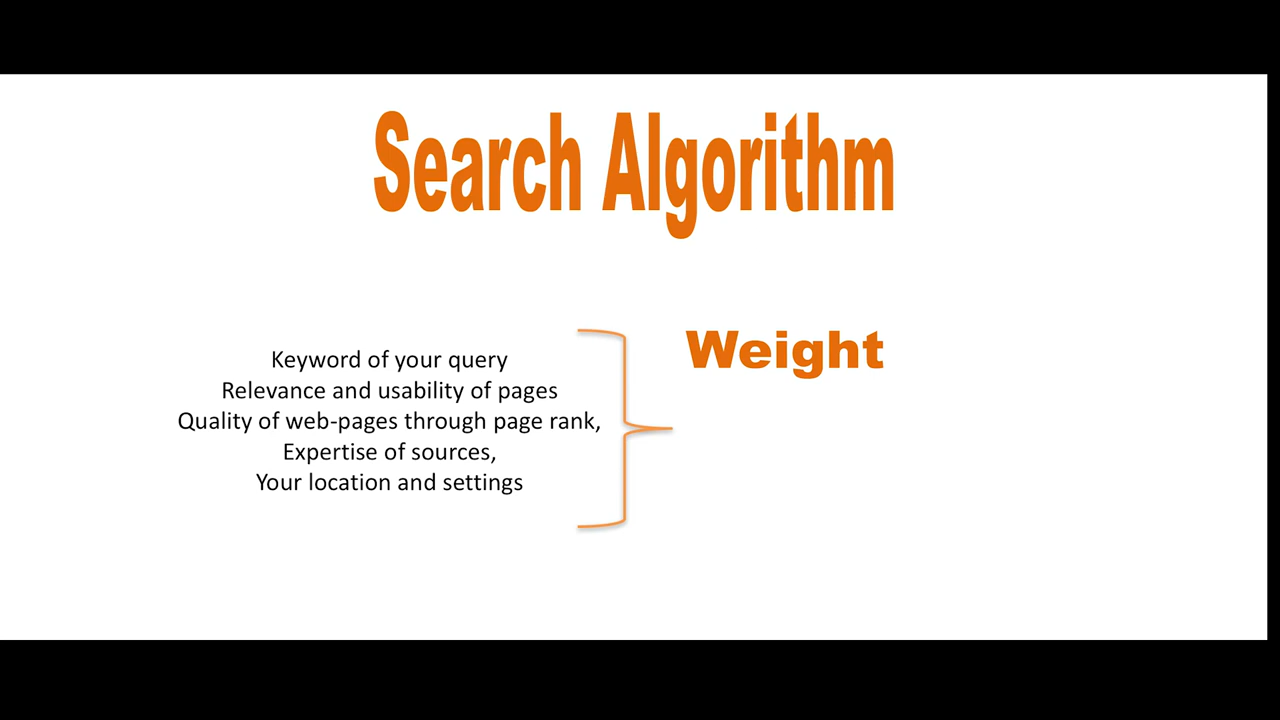 Search Algorithm
Keyword of your query
Relevance and usability of pages
Quality of web-pages through page rank,
Expertise of sources,
Your location and settings
Weight